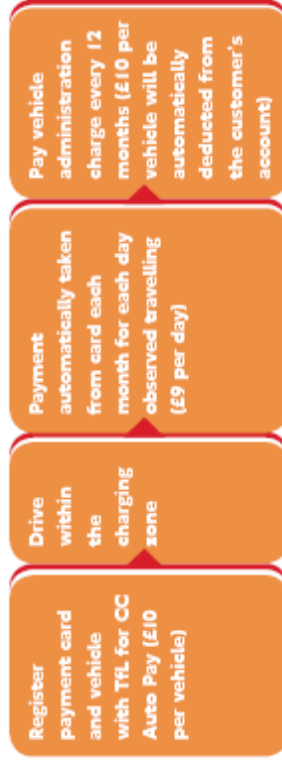 Register
payment card
and vehicle
with TfL for CC
Auto Pay (£10
per vehicle)
Drive
within
the
charging
zone
Payment
automatically taken
from card each
month for each day
observed travelling
(£9 per day)
Pay vehicle
administration
charge every 12
months (£10 per
vehicle will be
automatically
deducted from
the customer's
account)